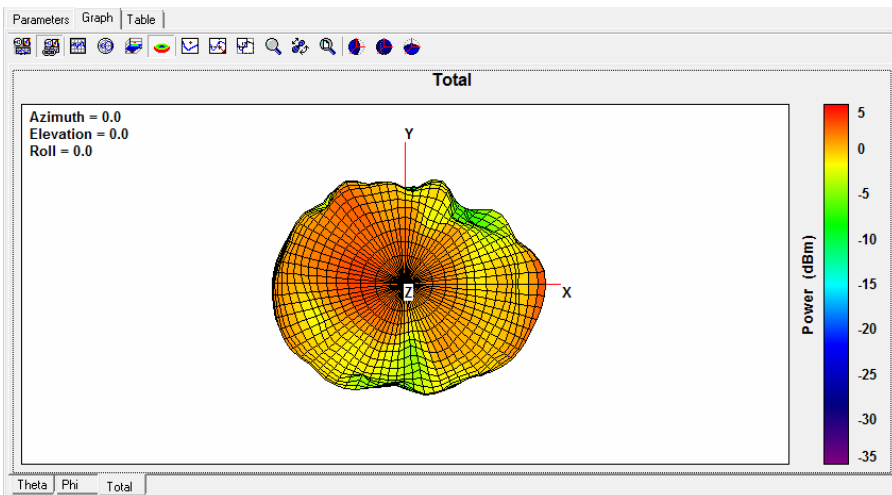 Parameters Graph Table
Total
Azimuth = 0.0
Elevation = 0.0
Roll = 0.0
Y
Z
X
5
0
-5
-10
-15
-20
-25
-30
-35
Power (dBm)
Theta Phi Total